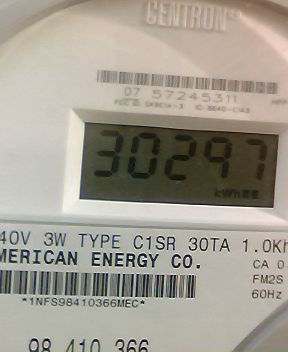 CENTRON®
07 57245311
30297
kWh
40V 3W TYPE C1SR 30TA 1.0Kh
MERICAN ENERGY CO.
CA 0
FM2S
60Hz
*1NFS98410366MEC*
98 410 366